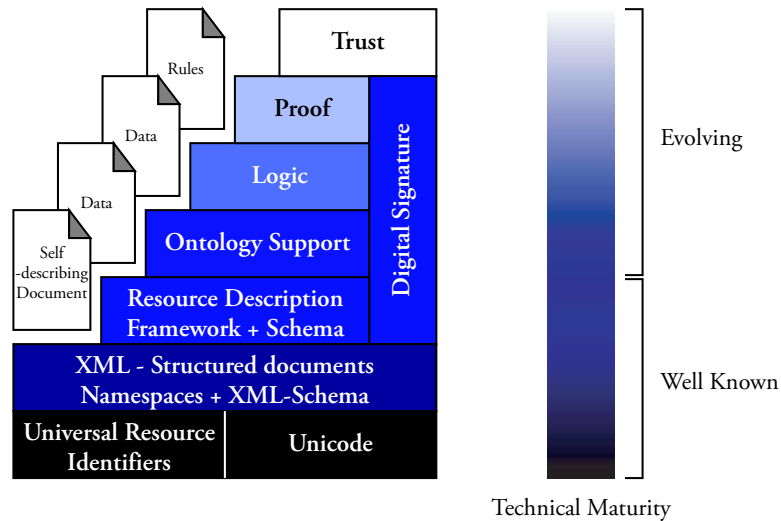 Trust
Rules
Proof
Data
Logic
Data
Digital Signature
Ontology Support
Self
-describing
Document
Resource Description
Framework + Schema
XML - Structured documents
Namespaces + XML-Schema
Universal Resource
Identifiers
Unicode
Evolving
Well Known
Technical Maturity